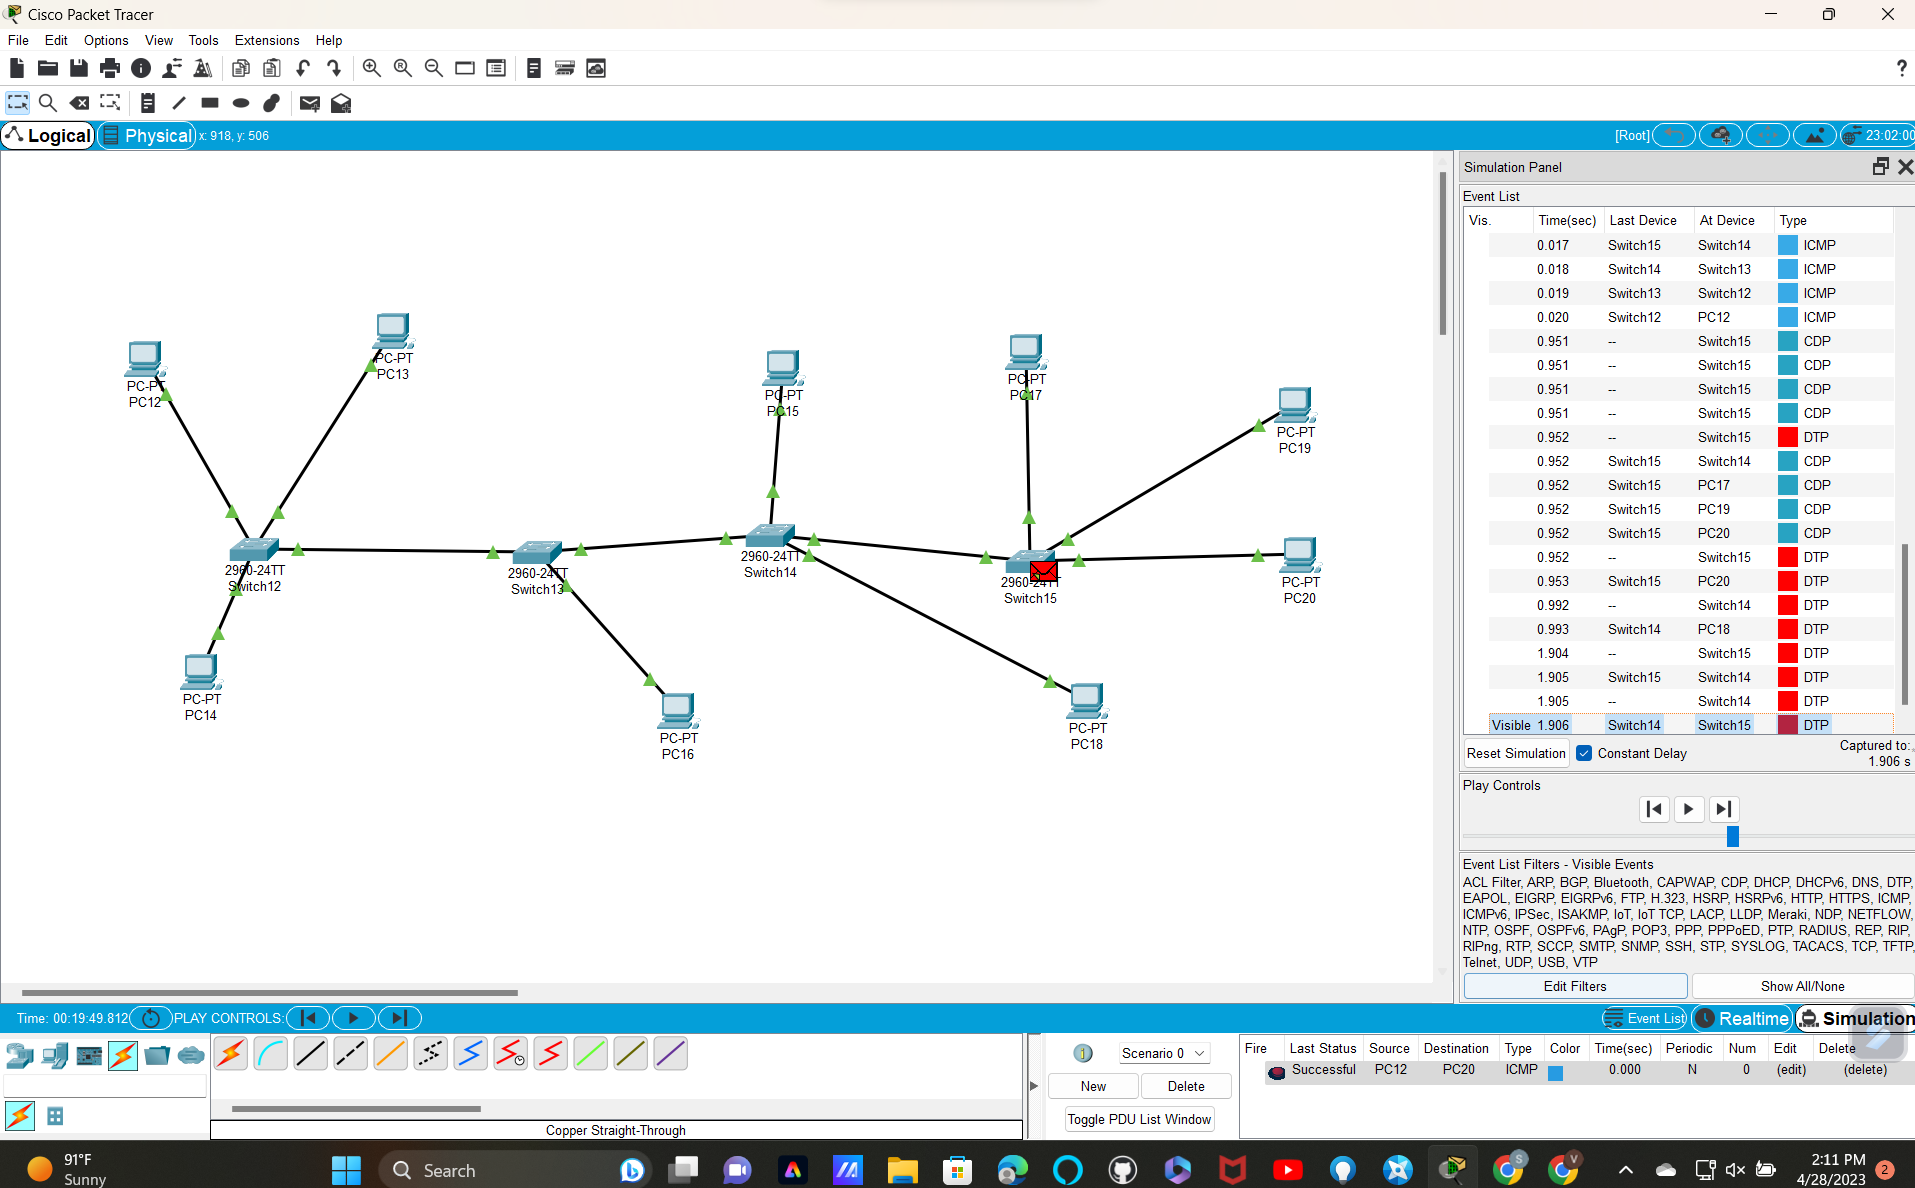 Cisco Packet Tracer
File Edit Options View Tools Extensions Help
?
Logical Physical x: 918, y: 506 [Root] 23:02:00
Simulation Panel
Event List
Vis. Time(sec) Last Device At Device Type
0.017 Switch15 Switch14 ICMP
0.018 Switch14 Switch13 ICMP
0.019 Switch13 Switch12 ICMP
0.020 Switch12 PC12 ICMP
0.951 -- Switch15 CDP
0.951 -- Switch15 CDP
0.951 -- Switch15 CDP
0.951 -- Switch15 CDP
0.952 -- Switch15 DTP
0.952 Switch15 Switch14 CDP
0.952 Switch15 PC17 CDP
0.952 Switch15 PC19 CDP
0.952 Switch15 PC20 CDP
0.952 -- Switch15 DTP
0.953 Switch15 PC20 DTP
0.992 -- Switch14 DTP
0.993 Switch14 PC18 DTP
1.904 -- Switch15 DTP
1.905 Switch15 Switch14 DTP
1.905 -- Switch14 DTP
Visible 1.906 Switch14 Switch15 DTP
Reset Simulation Constant Delay Captured to:
1.906 s
Play Controls
Event List Filters - Visible Events
ACL Filter, ARP, BGP, Bluetooth, CAPWAP, CDP, DHCP, DHCPv6, DNS, DTP,
EAPOL, EIGRP, EIGRPv6, FTP, H.323, HSRP, HSRPv6, HTTP, HTTPS, ICMP,
ICMPv6, IPSec, ISAKMP, IoT, IoT TCP, LACP, LLDP, Meraki, NDP, NETFLOW,
NTP, OSPF, OSPFv6, PAgP, POP3, PPP, PPPoED, PTP, RADIUS, REP, RIP,
RIPng, RTP, SCCP, SMTP, SNMP, SSH, STP, SYSLOG, TACACS, TCP, TFTP,
Telnet, UDP, USB, VTP
Edit Filters Show All/None
PC-PT
PC12
PC-PT
PC13
PC-PT
PC15
PC-PT
PC17
PC-PT
PC19
2960-24TT
Switch12
2960-24TT
Switch13
2960-24TT
Switch14
2960-24TT
Switch15
PC-PT
PC20
PC-PT
PC14
PC-PT
PC16
PC-PT
PC18
Time: 00:19:49.812 PLAY CONTROLS: Event List Realtime Simulation
Copper Straight-Through
Scenario 0
New Delete
Toggle PDU List Window
Fire Last Status Source Destination Type Color Time(sec) Periodic Num Edit Delete
Successful PC12 PC20 ICMP 0.000 N 0 (edit) (delete)
91°F
Sunny
Search
S
V
2:11 PM
4/28/2023
2